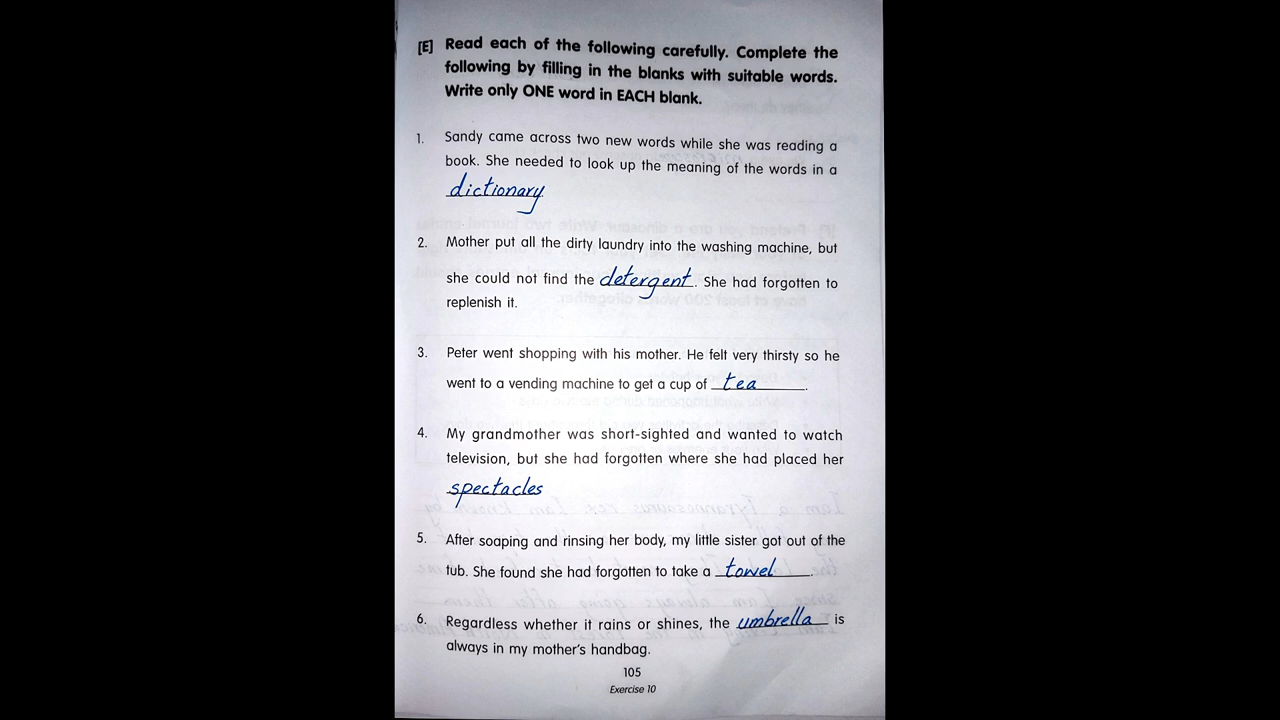 [E] Read each of the following carefully. Complete the
following by filling in the blanks with suitable words.
Write only ONE word in EACH blank.
1. Sandy came across two new words while she was reading a
book. She needed to look up the meaning of the words in a
dictionary
2. Mother put all the dirty laundry into the washing machine, but
she could not find the detergent. She had forgotten to
replenish it.
3. Peter went shopping with his mother. He felt very thirsty so he
went to a vending machine to get a cup of tea.
4. My grandmother was short-sighted and wanted to watch
television, but she had forgotten where she had placed her
spectacles
5. After soaping and rinsing her body, my little sister got out of the
tub. She found she had forgotten to take a towel.
6. Regardless whether it rains or shines, the umbrella is
always in my mother's handbag.
105
Exercise 10